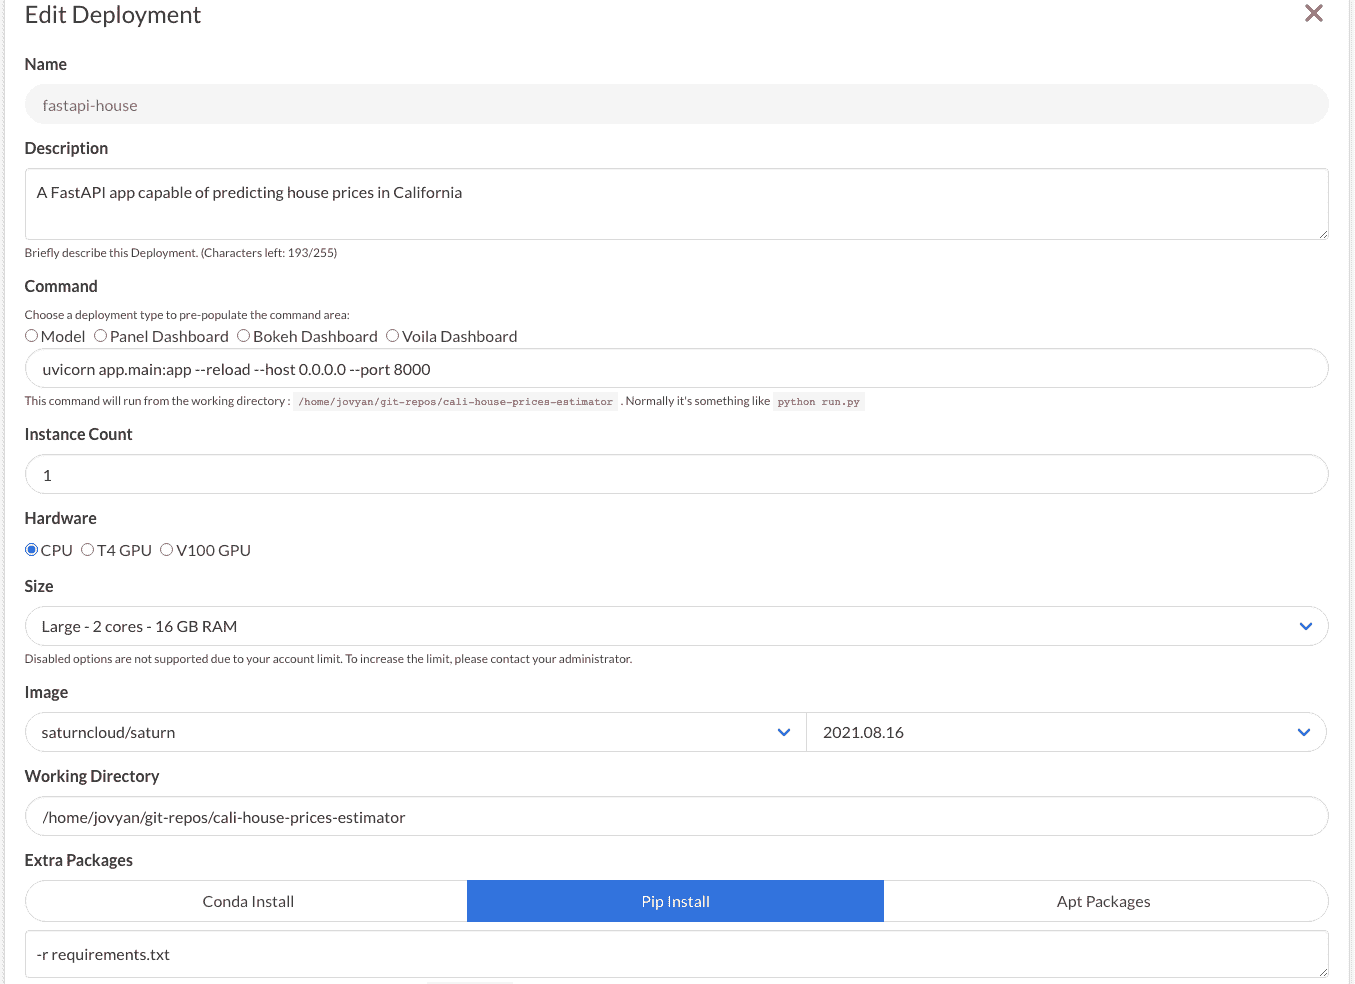 Edit Deployment
Name
fastapi-house
Description
A FastAPI app capable of predicting house prices in California
Briefly describe this Deployment. (Characters left: 193/255)
Command
Choose a deployment type to pre-populate the command area:
Model Panel Dashboard Bokeh Dashboard Voila Dashboard
uvicorn app.main:app --reload --host 0.0.0.0 --port 8000
This command will run from the working directory : /home/jovyan/git-repos/cali-house-prices-estimator . Normally it's something like python run.py
Instance Count
1
Hardware
CPU T4 GPU V100 GPU
Size
Large - 2 cores - 16 GB RAM
Disabled options are not supported due to your account limit. To increase the limit, please contact your administrator.
Image
saturncloud/saturn 2021.08.16
Working Directory
/home/jovyan/git-repos/cali-house-prices-estimator
Extra Packages
Conda Install Pip Install Apt Packages
-r requirements.txt